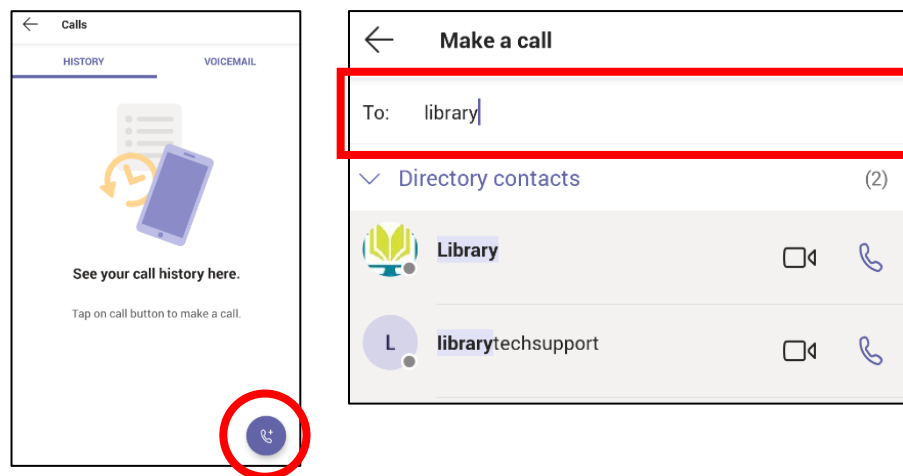 Calls
HISTORY VOICEMAIL
See your call history here.
Tap on call button to make a call.
Make a call
To: library
Directory contacts (2)
Library
L librarytechsupport